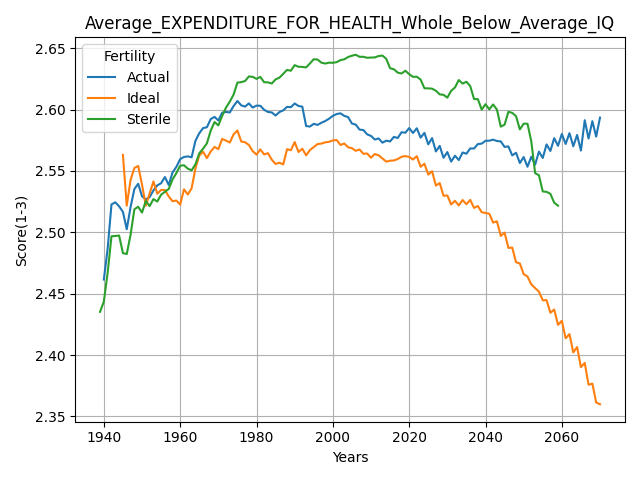 Average_EXPENDITURE_FOR_HEALTH_Whole_Below_Average_IQ
Fertility
Actual
Ideal
Sterile
2.65
2.60
2.55
2.50
2.45
2.40
2.35
Score(1-3)
1940
1960
1980
2000
2020
2040
2060
Years